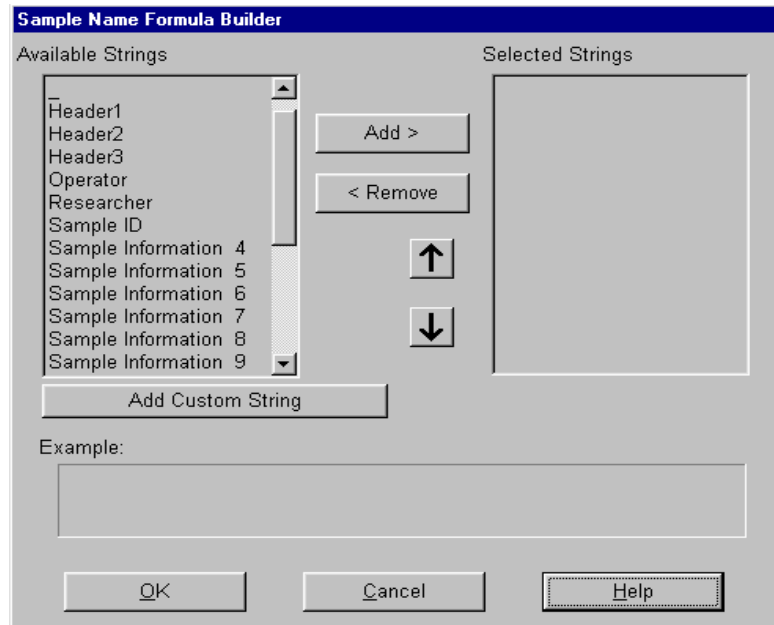 Sample Name Formula Builder
Available Strings
Selected Strings
_
Header1
Header2
Header3
Operator
Researcher
Sample ID
Sample Information 4
Sample Information 5
Sample Information 6
Sample Information 7
Sample Information 8
Sample Information 9
Add >
< Remove
Add Custom String
Example:
OK
Cancel
Help